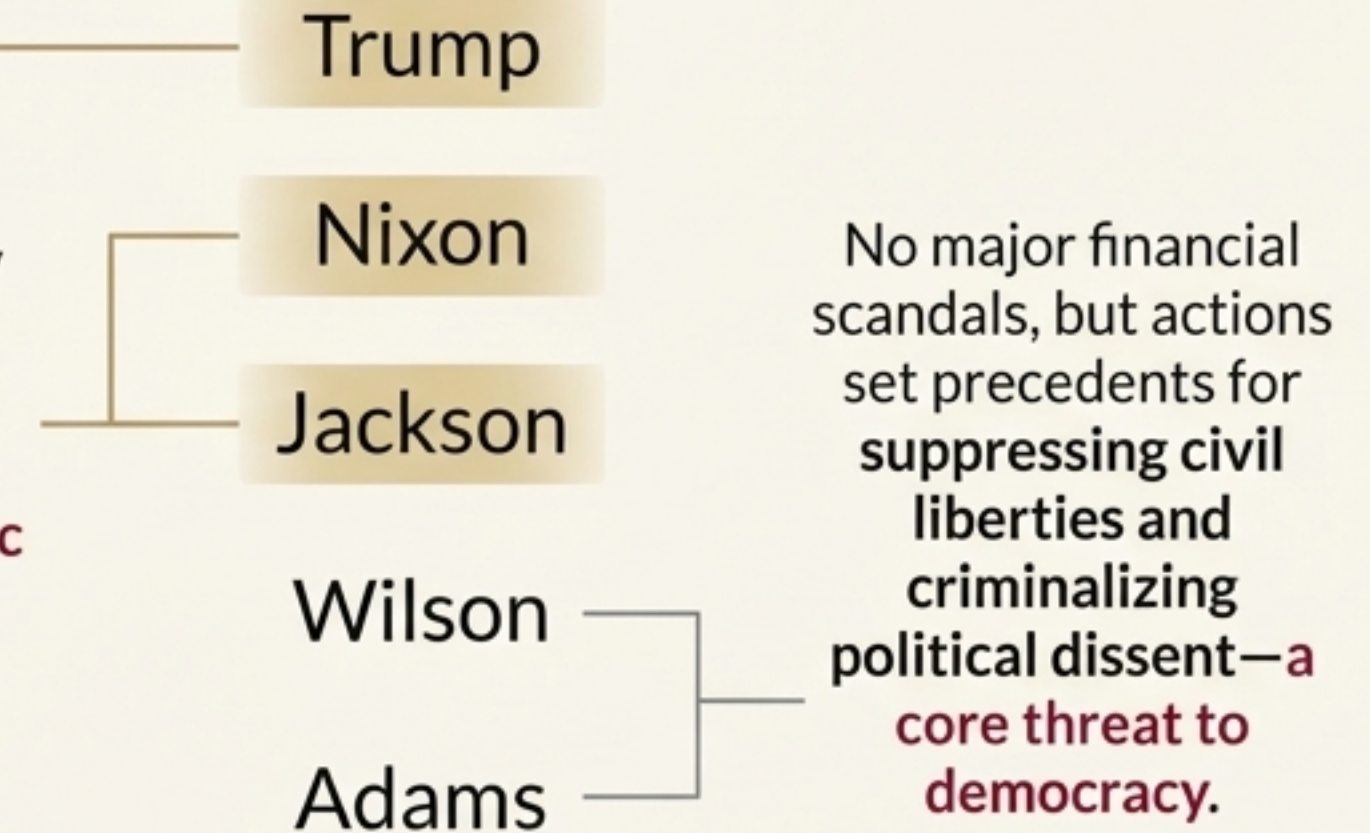 Trump
Nixon
Jackson
c
Wilson
Adams
No major financial
scandals, but actions
set precedents for
suppressing civil
liberties and
criminalizing
political dissent—a
core threat to
democracy.